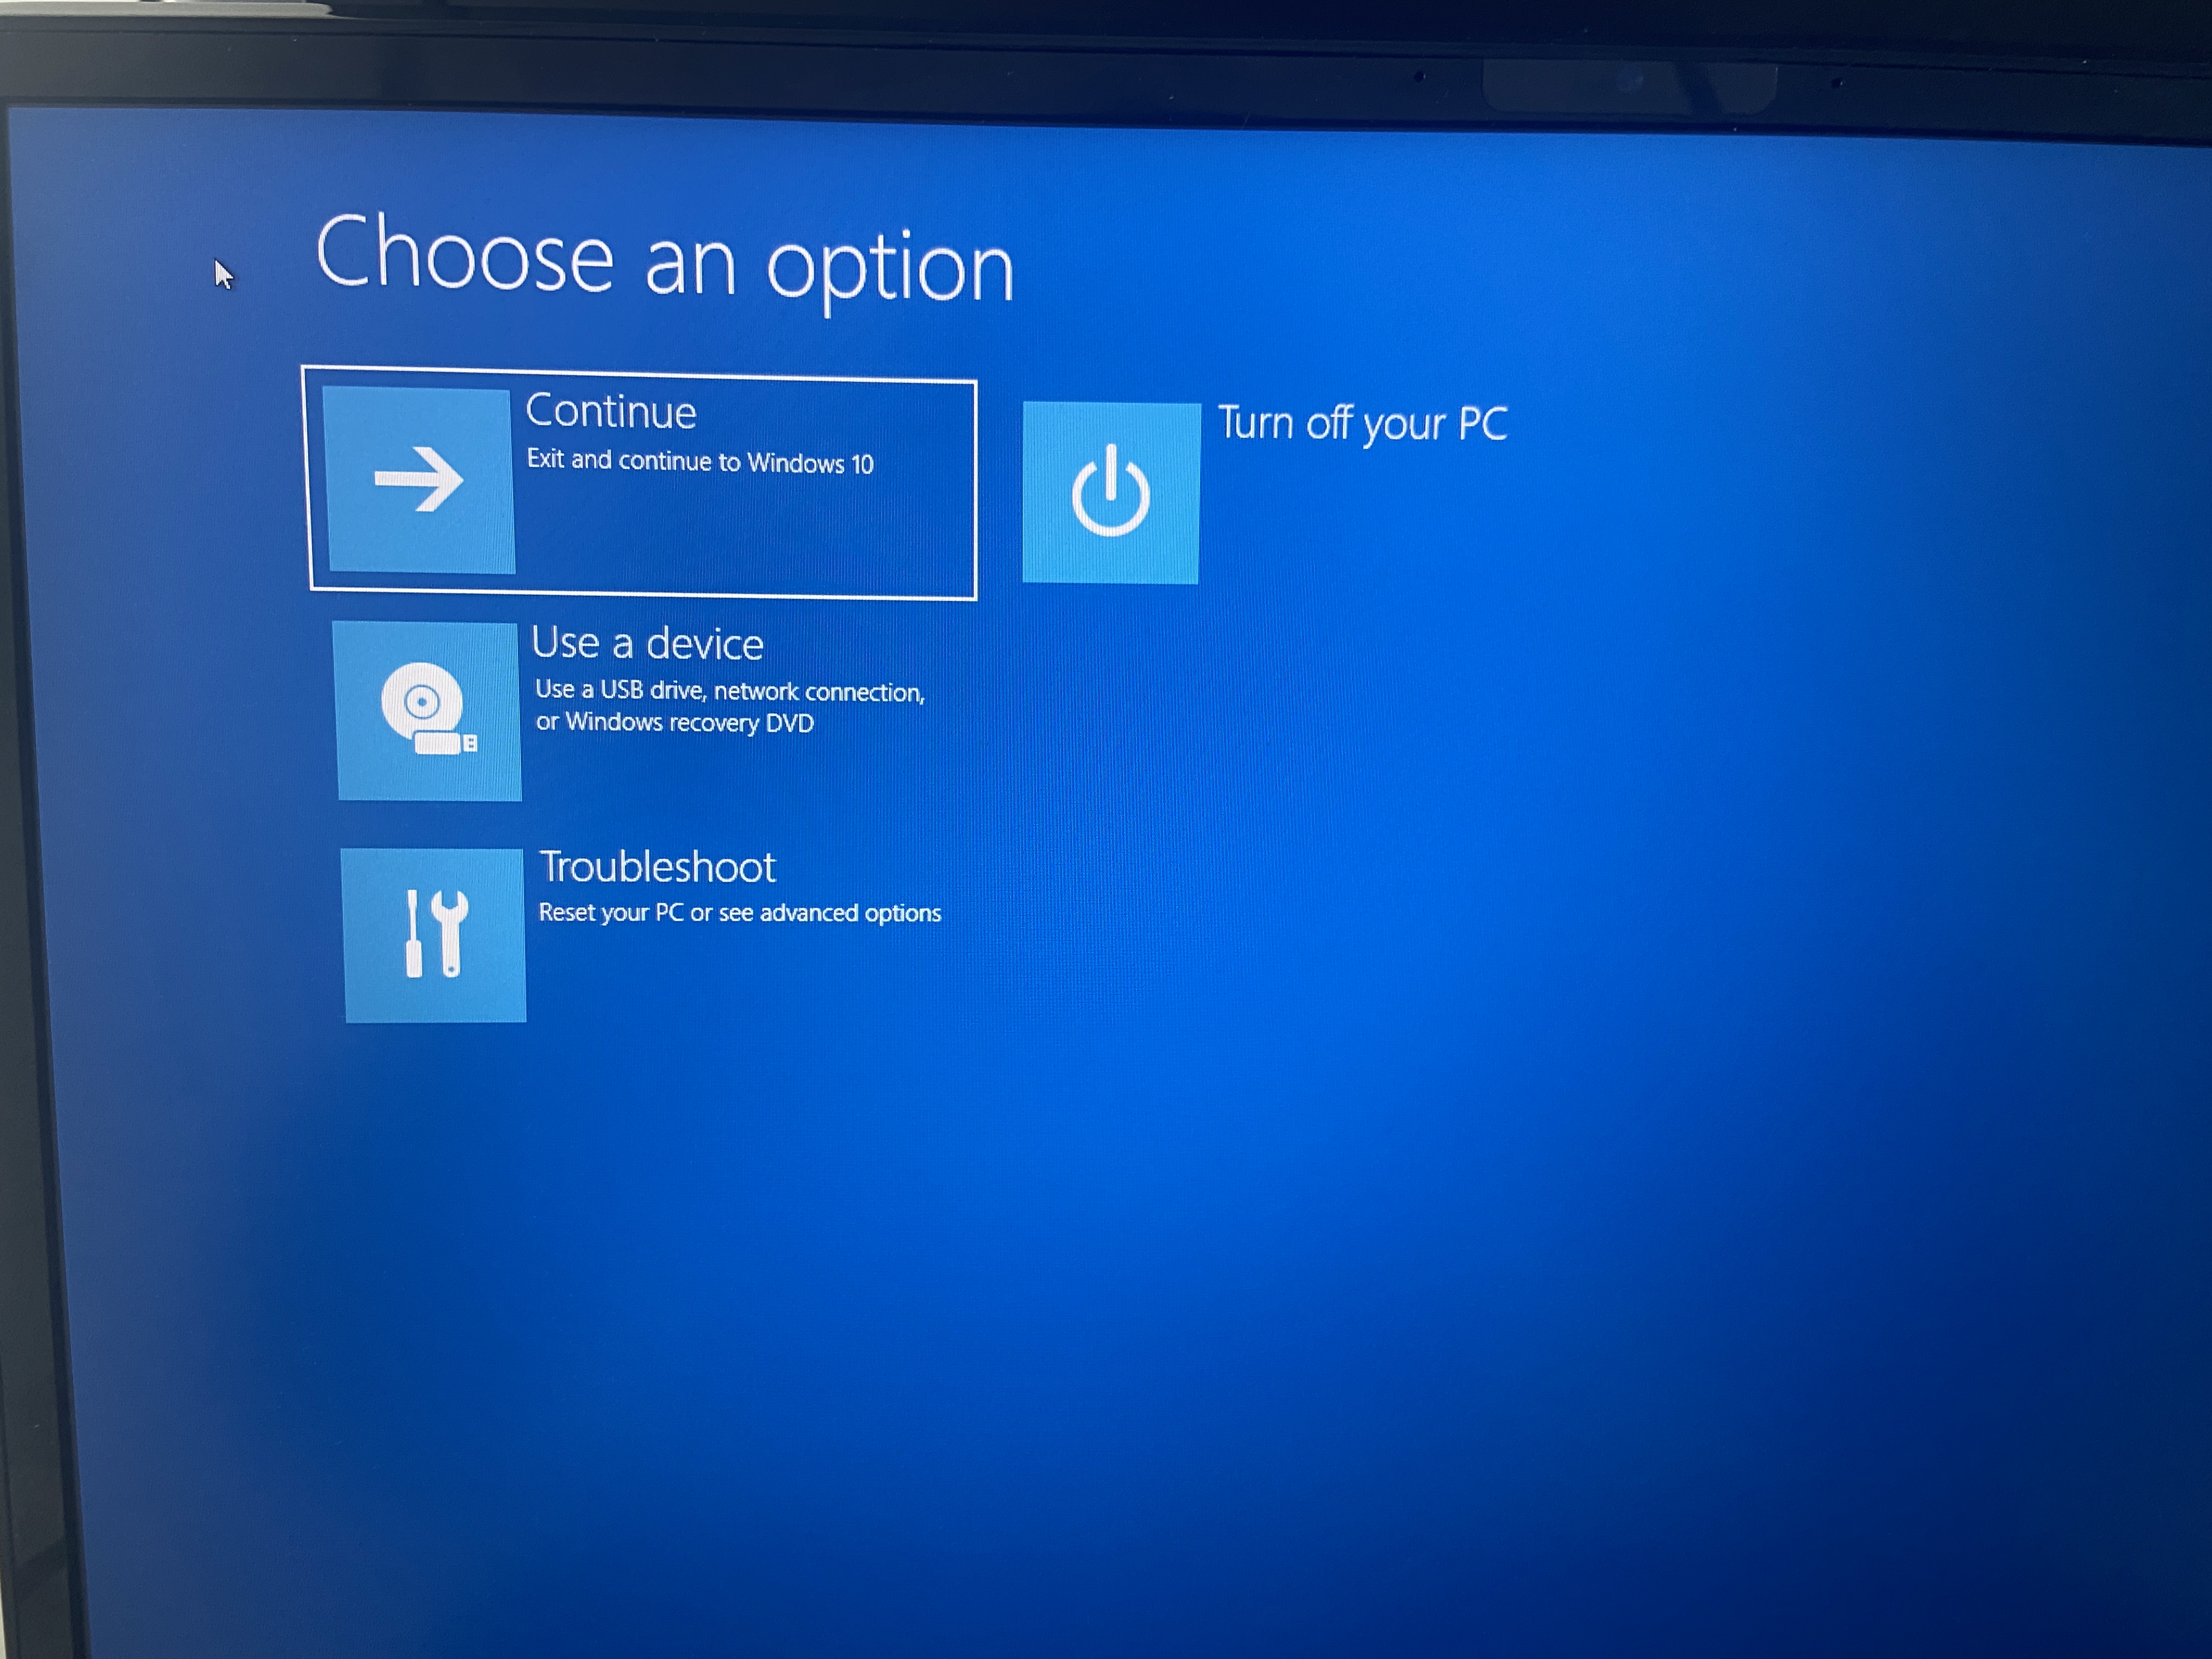 Choose an option
Continue
Exit and continue to Windows 10
Turn off your PC
Use a device
Use a USB drive, network connection,
or Windows recovery DVD
Troubleshoot
Reset your PC or see advanced options